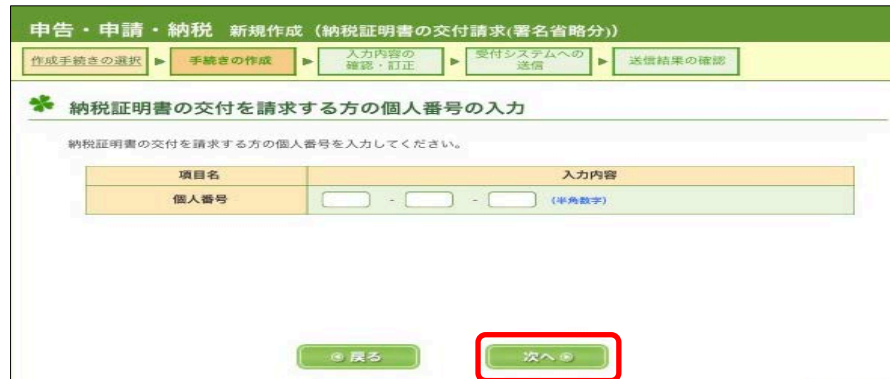 申告・申請・納税 新規作成（納税証明書の交付請求(署名省略分)）
作成手続きの選択 ▶ 手続きの作成 ▶ 入力内容の確認・訂正 ▶ 受付システムへの送信 ▶ 送信結果の確認
納税証明書の交付を請求する方の個人番号の入力
納税証明書の交付を請求する方の個人番号を入力してください。
項目名 入力内容
個人番号 - - (半角数字)
戻る 次へ